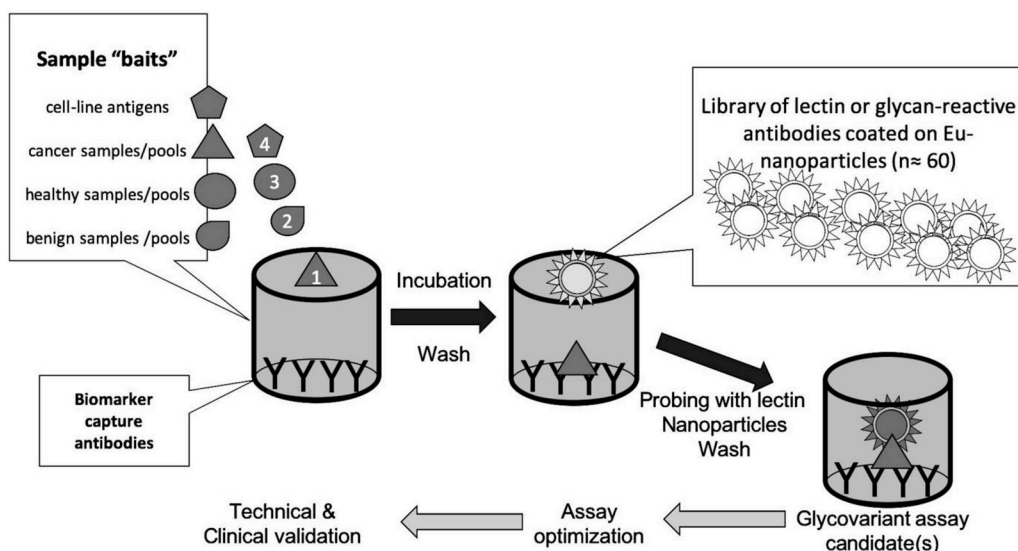 Sample “baits”
cell-line antigens
cancer samples/pools
healthy samples/pools
benign samples /pools
4
3
2
1
Biomarker
capture
antibodies
Incubation
Wash
Library of lectin or glycan-reactive
antibodies coated on Eu-
nanoparticles (n≈ 60)
Probing with lectin
Nanoparticles
Wash
Glycovariant assay
candidate(s)
Assay
optimization
Technical &
Clinical validation